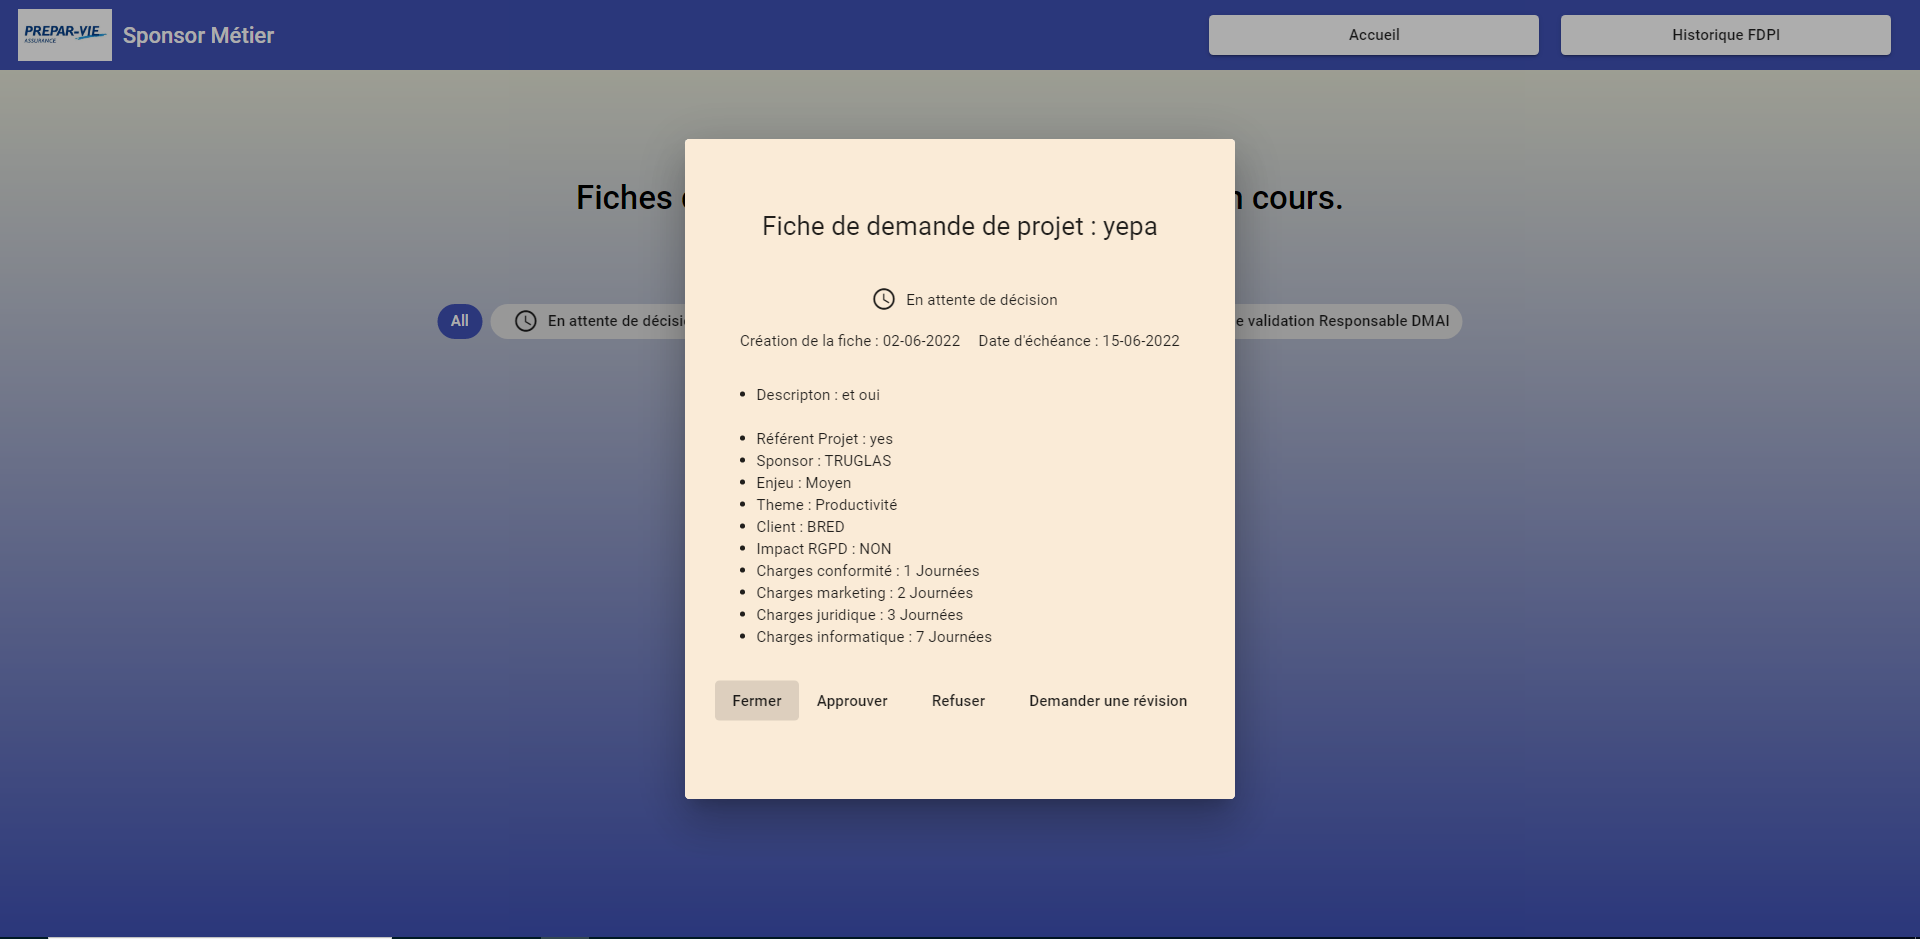 PREPAR-VIE
ASSURANCE
Sponsor Métier
Accueil
Historique FDPI
Fiches
cours.
Fiche de demande de projet : yepa
En attente de décision
All
En attente de
validation Responsable DMAI
Création de la fiche : 02-06-2022 Date d'échéance : 15-06-2022
• Descripton : et oui
• Référent Projet : yes
• Sponsor : TRUGLAS
• Enjeu : Moyen
• Theme : Productivité
• Client : BRED
• Impact RGPD : NON
• Charges conformité : 1 Journées
• Charges marketing : 2 Journées
• Charges juridique : 3 Journées
• Charges informatique : 7 Journées
Fermer
Approuver
Refuser
Demander une révision